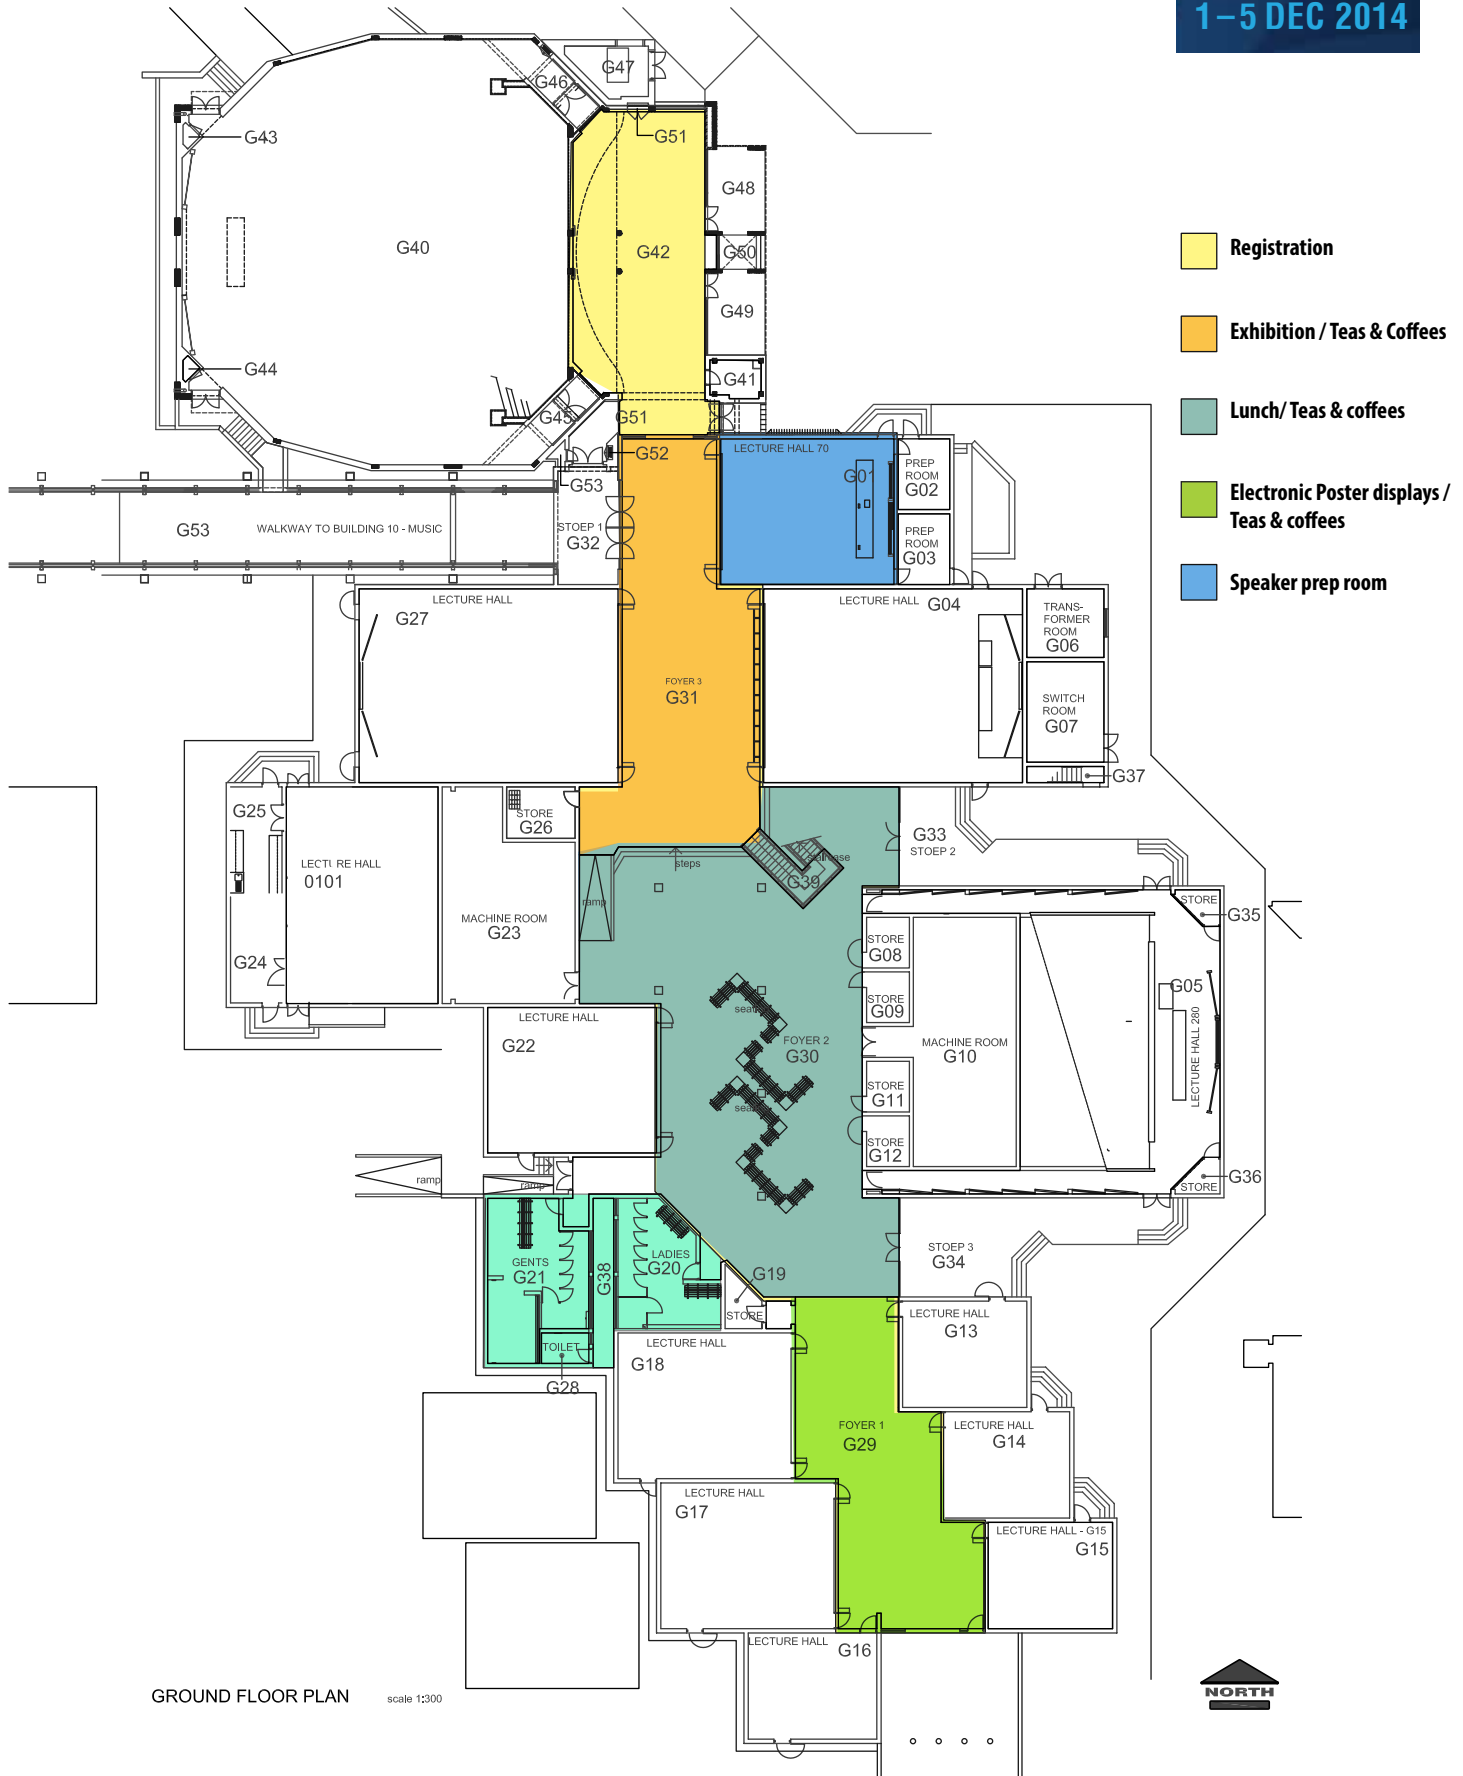 1–5 DEC 2014
G47
G46
G51
G43
G48
G40
G42
G50
Registration
G49
Exhibition / Teas & Coffees
G44
G41
Lunch/ Teas & coffees
G45
G51
LECTURE HALL 70
G52
G01
PREP
ROOM
G02
G53
Electronic Poster displays /
Teas & coffees
G53
WALKWAY TO BUILDING 10 - MUSIC
STOEP 1
G32
PREP
ROOM
G03
Speaker prep room
LECTURE HALL
G27
LECTURE HALL
G04
TRANS-
FORMER
ROOM
G06
FOYER 3
G31
SWITCH
ROOM
G07
G37
G25
STORE
G26
G33
STOEP 2
LECTURE HALL
0101
steps
staircase
G39
ramp
MACHINE ROOM
G23
STORE
G35
STORE
G08
G24
G05
LECTURE HALL 280
STORE
G09
seat
LECTURE HALL
G22
FOYER 2
G30
MACHINE ROOM
G10
STORE
G11
seat
STORE
G12
ramp
ramp
STORE
G36
GENTS
G21
G38
LADIES
G20
STOEP 3
G34
G19
STORE
TOILET
G28
LECTURE HALL
G13
LECTURE HALL
G18
FOYER 1
G29
LECTURE HALL
G14
LECTURE HALL
G17
LECTURE HALL - G15
G15
LECTURE HALL
G16
GROUND FLOOR PLAN
scale 1:300
NORTH